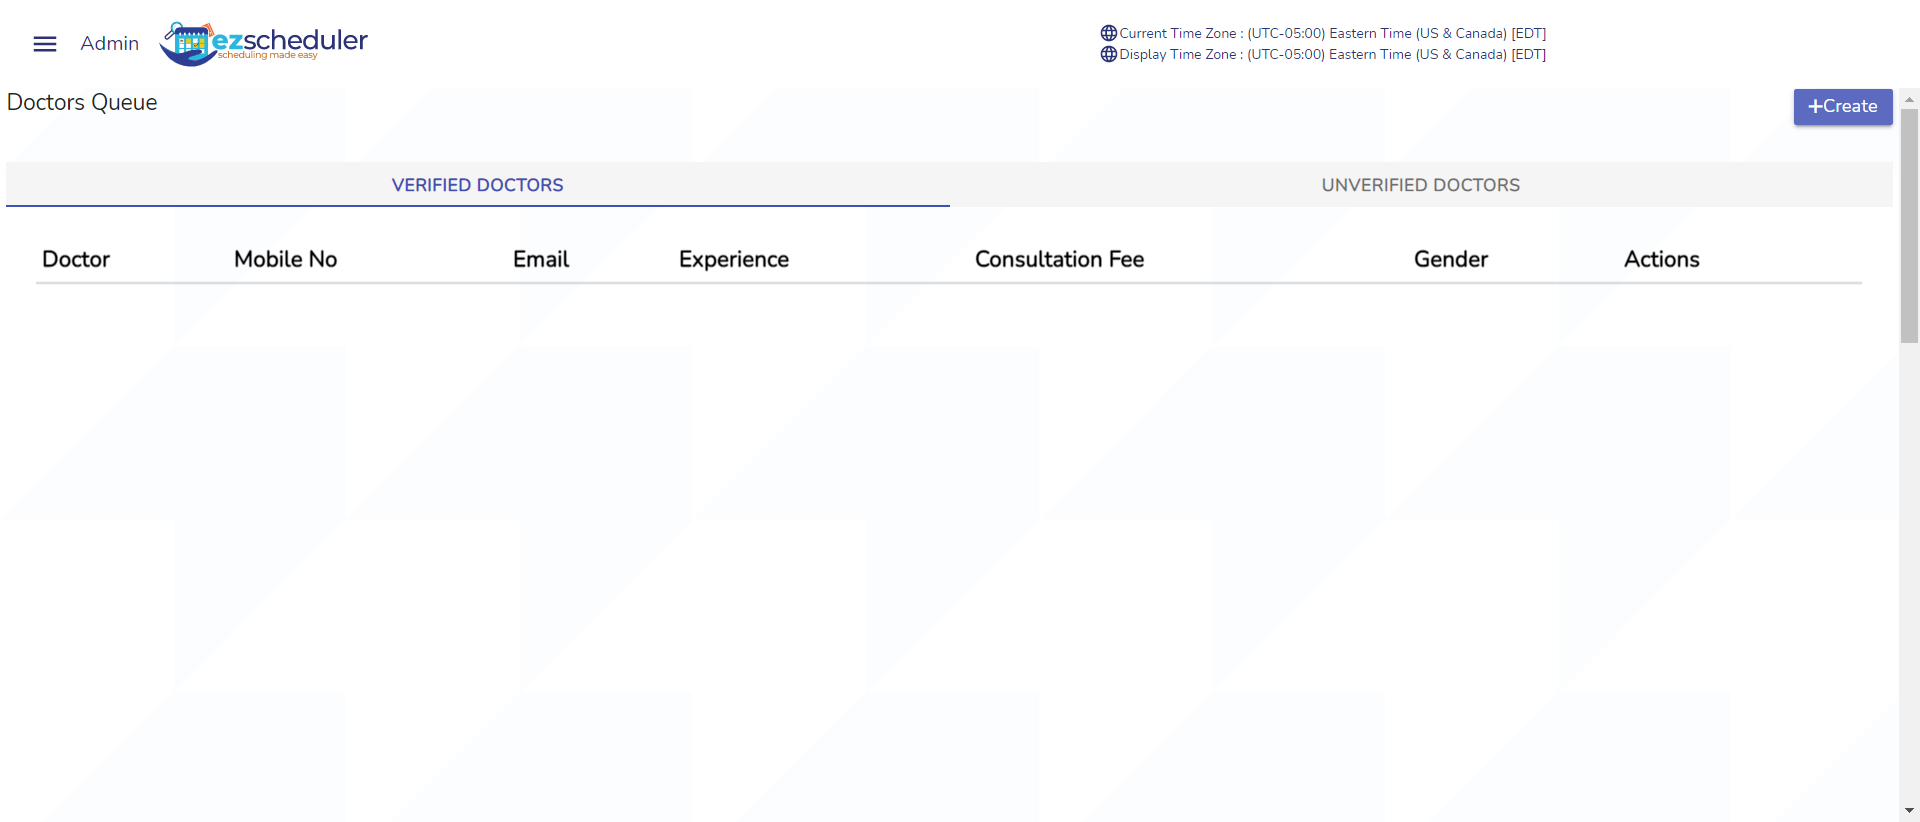 Admin
ezscheduler
scheduling made easy
Current Time Zone : (UTC-05:00) Eastern Time (US & Canada) [EDT]
Display Time Zone : (UTC-05:00) Eastern Time (US & Canada) [EDT]
Doctors Queue
+Create
VERIFIED DOCTORS
UNVERIFIED DOCTORS
Doctor Mobile No Email Experience Consultation Fee Gender Actions